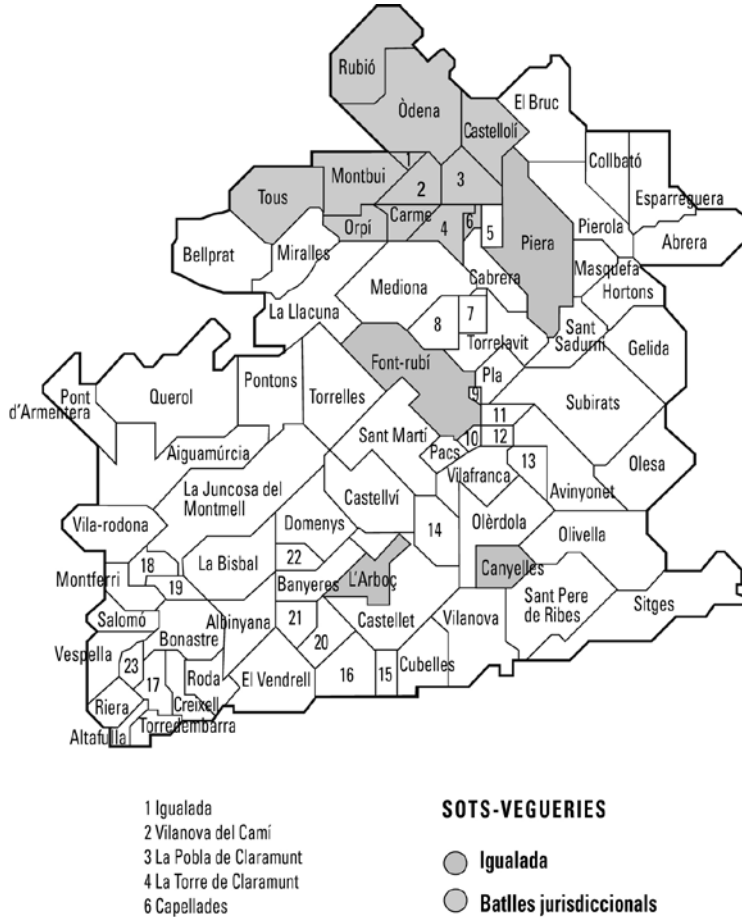 Rubió
Òdena
El Bruc
Castellolí
Collbató
1
Montbui
2
3
Tous
Esparreguera
Carme
6
Orpí
4
5
Pierola
Piera
Abrera
Bellprat
Miralles
Masquefa
Cabrera
Mediona
Hortons
La Llacuna
7
8
Sant
Sadurní
Torrelavit
Gelida
Font-rubí
Pla
Pont
d'Armentera
Querol
Pontons
Torrelles
9
Subirats
11
Sant Martí
10
12
Aiguamúrcia
Pacs
13
Olesa
Vilafranca
La Juncosa del
Montmell
Castellví
Avinyonet
Vila-rodona
Domenys
14
Olèrdola
Olivella
22
18
La Bisbal
Canyelles
Montferri
19
Banyeres
L'Arboç
Sant Pere
de Ribes
Sitges
Salomó
Albinyana
21
Castellet
Vilanova
Bonastre
20
Vespella
23
Roda
El Vendrell
16
15
Cubelles
17
Riera
Creixell
Torredembarra
Altafulla
1 Igualada
2 Vilanova del Camí
3 La Pobla de Claramunt
4 La Torre de Claramunt
6 Capellades
SOTS-VEGUERIES
Igualada
Batlles jurisdiccionals